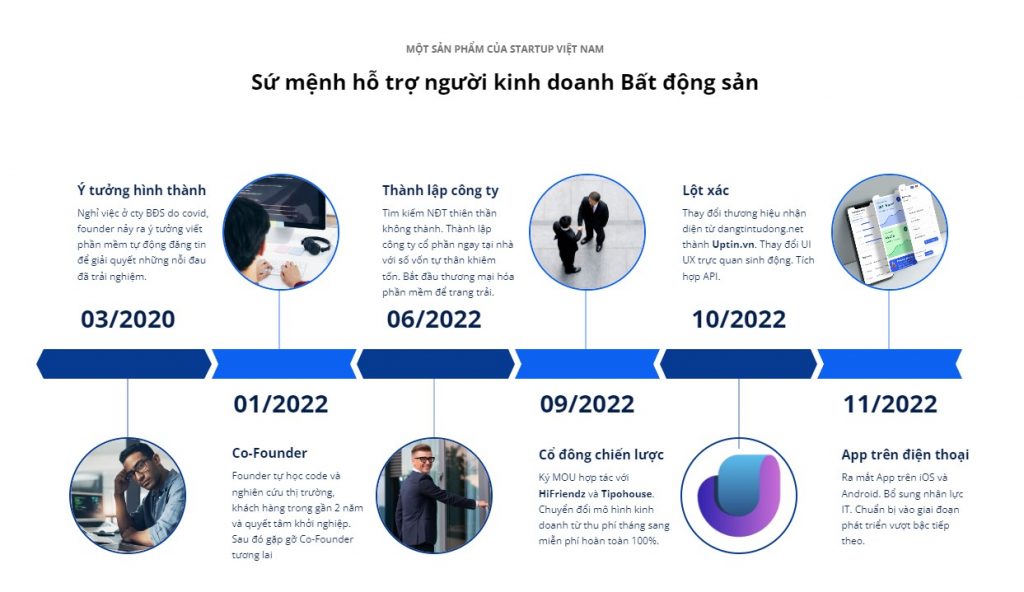 MỘT SẢN PHẨM CỦA STARTUP VIỆT NAM
Sứ mệnh hỗ trợ người kinh doanh Bất động sản
Ý tưởng hình thành
Nghỉ việc ở cty BĐS do covid,
founder nảy ra ý tưởng viết
phần mềm tự động đăng tin
để giải quyết những nỗi đau
đã trải nghiệm.
03/2020
01/2022
Co-Founder
Founder tự học code và
nghiên cứu thị trường,
khách hàng trong gần 2 năm
và quyết tâm khởi nghiệp.
Sau đó gặp gỡ Co-Founder
tương lai
Thành lập công ty
Tìm kiếm NĐT thiên thần
không thành. Thành lập
công ty cổ phần ngay tại nhà
với số vốn tự thân khiêm
tốn. Bắt đầu thương mại hóa
phần mềm để trang trải.
06/2022
09/2022
Cổ đông chiến lược
Ký MOU hợp tác với
HiFriendz và Tipohouse.
Chuyển đổi mô hình kinh
doanh từ thu phí tháng sang
miễn phí hoàn toàn 100%.
Lột xác
Thay đổi thương hiệu nhận
diện từ dangtintudong.net
thành Uptin.vn. Thay đổi UI
UX trực quan sinh động. Tích
hợp API.
10/2022
11/2022
App trên điện thoại
Ra mắt App trên iOS và
Android. Bổ sung nhân lực
IT. Chuẩn bị vào giai đoạn
phát triển vượt bậc tiếp
theo.